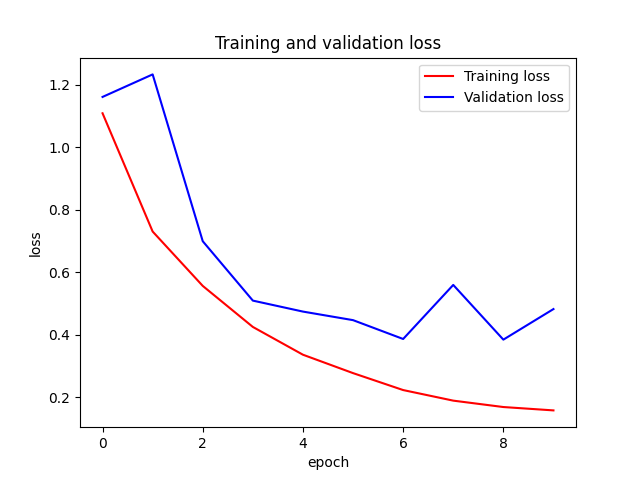 Training and validation loss
Training loss
Validation loss
1.2
1.0
0.8
0.6
0.4
0.2
loss
0 2 4 6 8
epoch